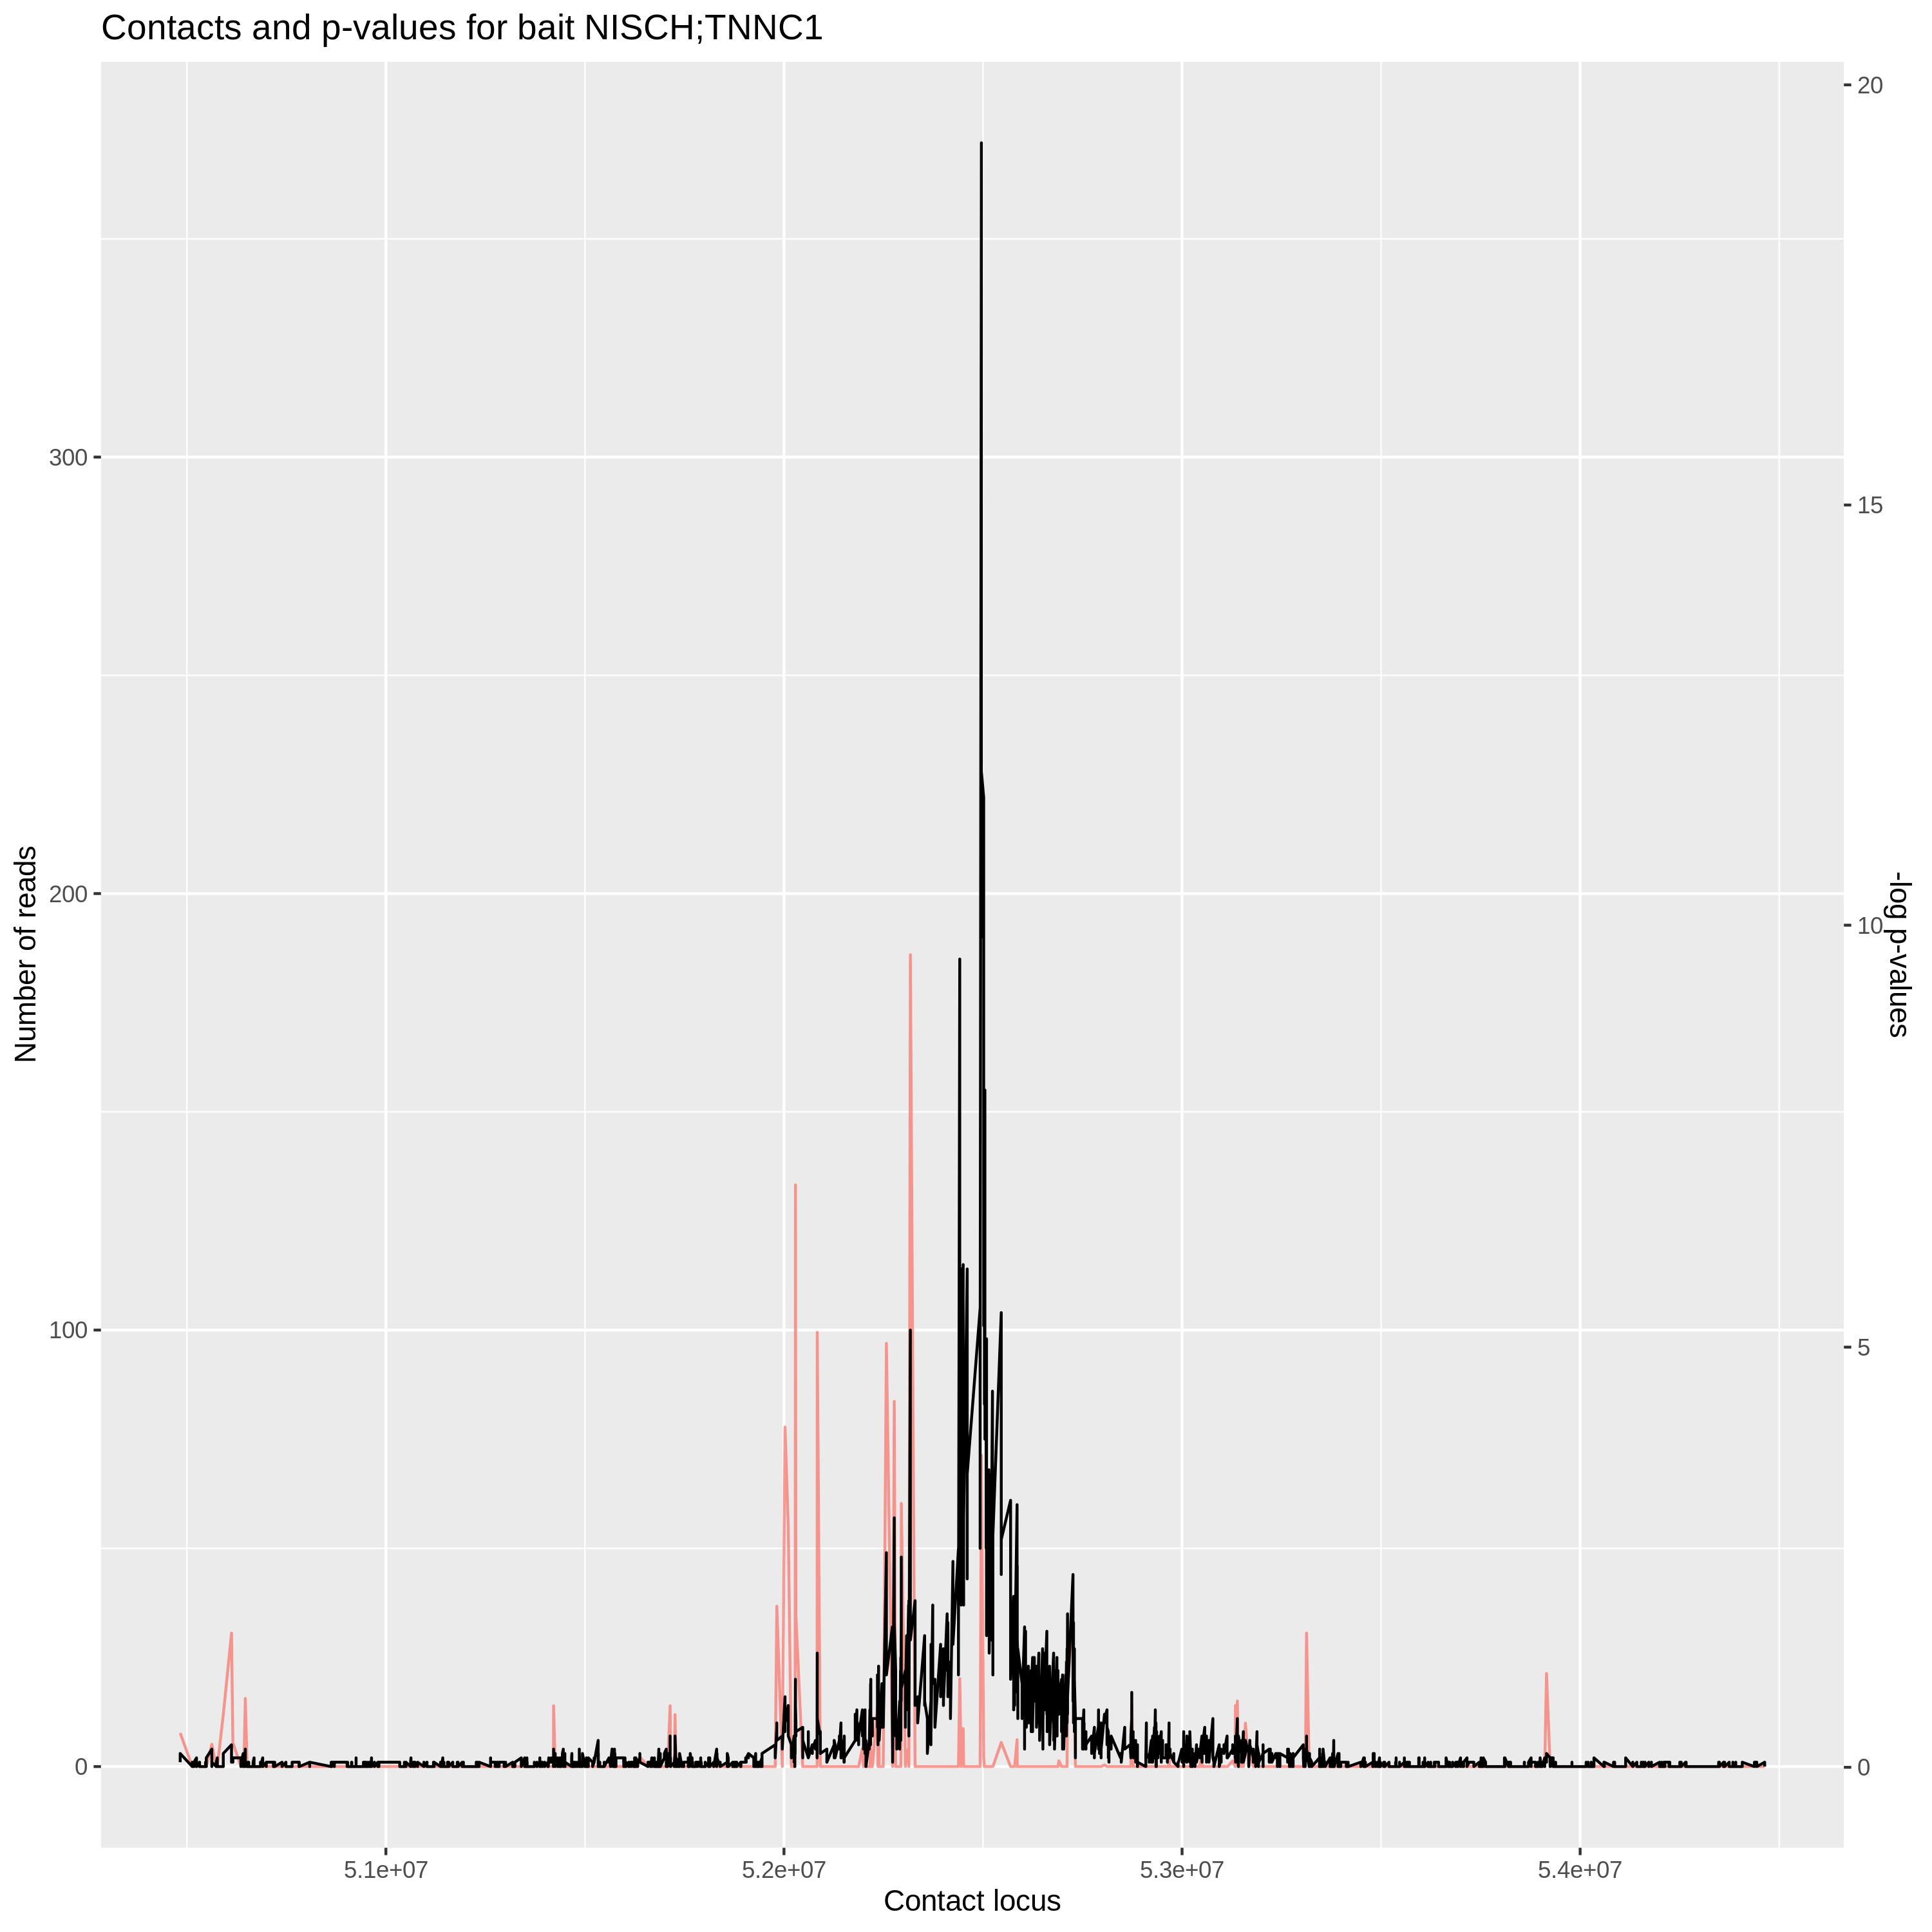 Contacts and p-values for bait NISCH;TNNC1
20
15
10
5
0
300
200
100
0
Number of reads
-log p-values
5.1e+07
5.2e+07
5.3e+07
5.4e+07
Contact locus